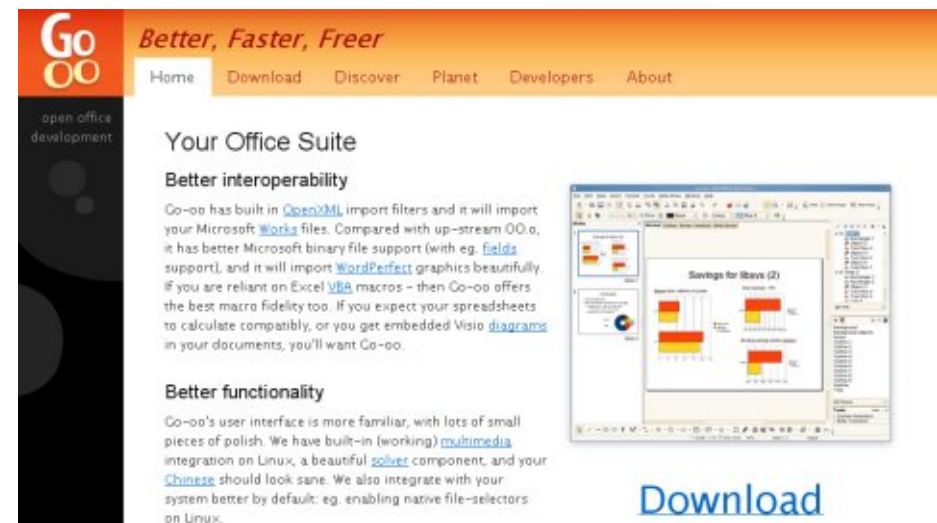 Go
oo
Better, Faster, Freer
Home Download Discover Planet Developers About
open office
development
Your Office Suite
Better interoperability
Go-oo has built in OpenXML import filters and it will import
your Microsoft Works files. Compared with up-stream OO.o,
it has better Microsoft binary file support (with eg. fields
support), and it will import WordPerfect graphics beautifully.
If you are reliant on Excel VBA macros - then Go-oo offers
the best macro fidelity too. If you expect your spreadsheets
to calculate compatibly, or you get embedded Visio diagrams
in your documents, you'll want Go-oo.
Savings for libsys (2)
Better functionality
Go-oo's user interface is more familiar, with lots of small
pieces of polish. We have built-in (working) multimedia
integration on Linux, a beautiful solver component, and your
Chinese should look sane. We also integrate with your
system better by default: eg. enabling native file-selectors
on Linux.
Download